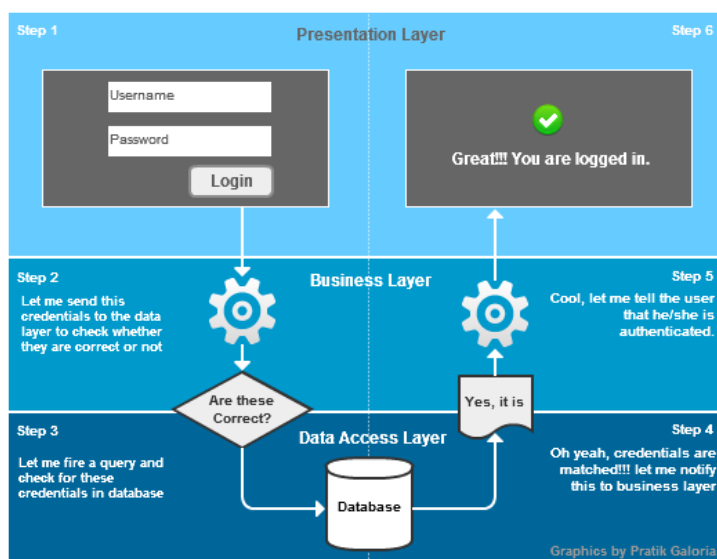 Step 1
Presentation Layer
Step 6
Username
Password
Login
Great!!! You are logged in.
Step 2
Business Layer
Step 5
Let me send this
credentials to the data
layer to check whether
they are correct or not
Cool, let me tell the user
that he/she is
authenticated.
Are these
Correct?
Yes, it is
Step 3
Data Access Layer
Step 4
Let me fire a query and
check for these
credentials in database
Oh yeah, credentials are
matched!!! let me notify
this to business layer
Database
Graphics by Pratik Galoria